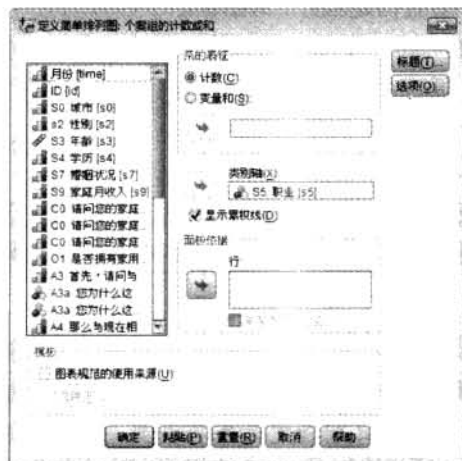 定义简单排列图: 个案组的计数或和
月份 [time]
ID [id]
S0 城市 [s0]
s2 性别 [s2]
S3 年龄 [s3]
S4 学历 [s4]
S7 婚姻状况 [s7]
S9 家庭月收入 [s9]
C0 请问您的家庭
C0 请问您的家庭
C0 请问您的家庭
O1 是否拥有家用
A3 首先，请问与
A3a 您为什么这
A3a 您为什么这
A4 那么与现在相
条的表征
计数(C)
变量和(S):
类别轴(X)
S5 职业 [s5]
显示累积线(D)
面板依据
行
标题(T)...
选项(O)...
模板
图表规范的使用来源(U)
确定 粘贴(P) 重置(R) 取消 帮助